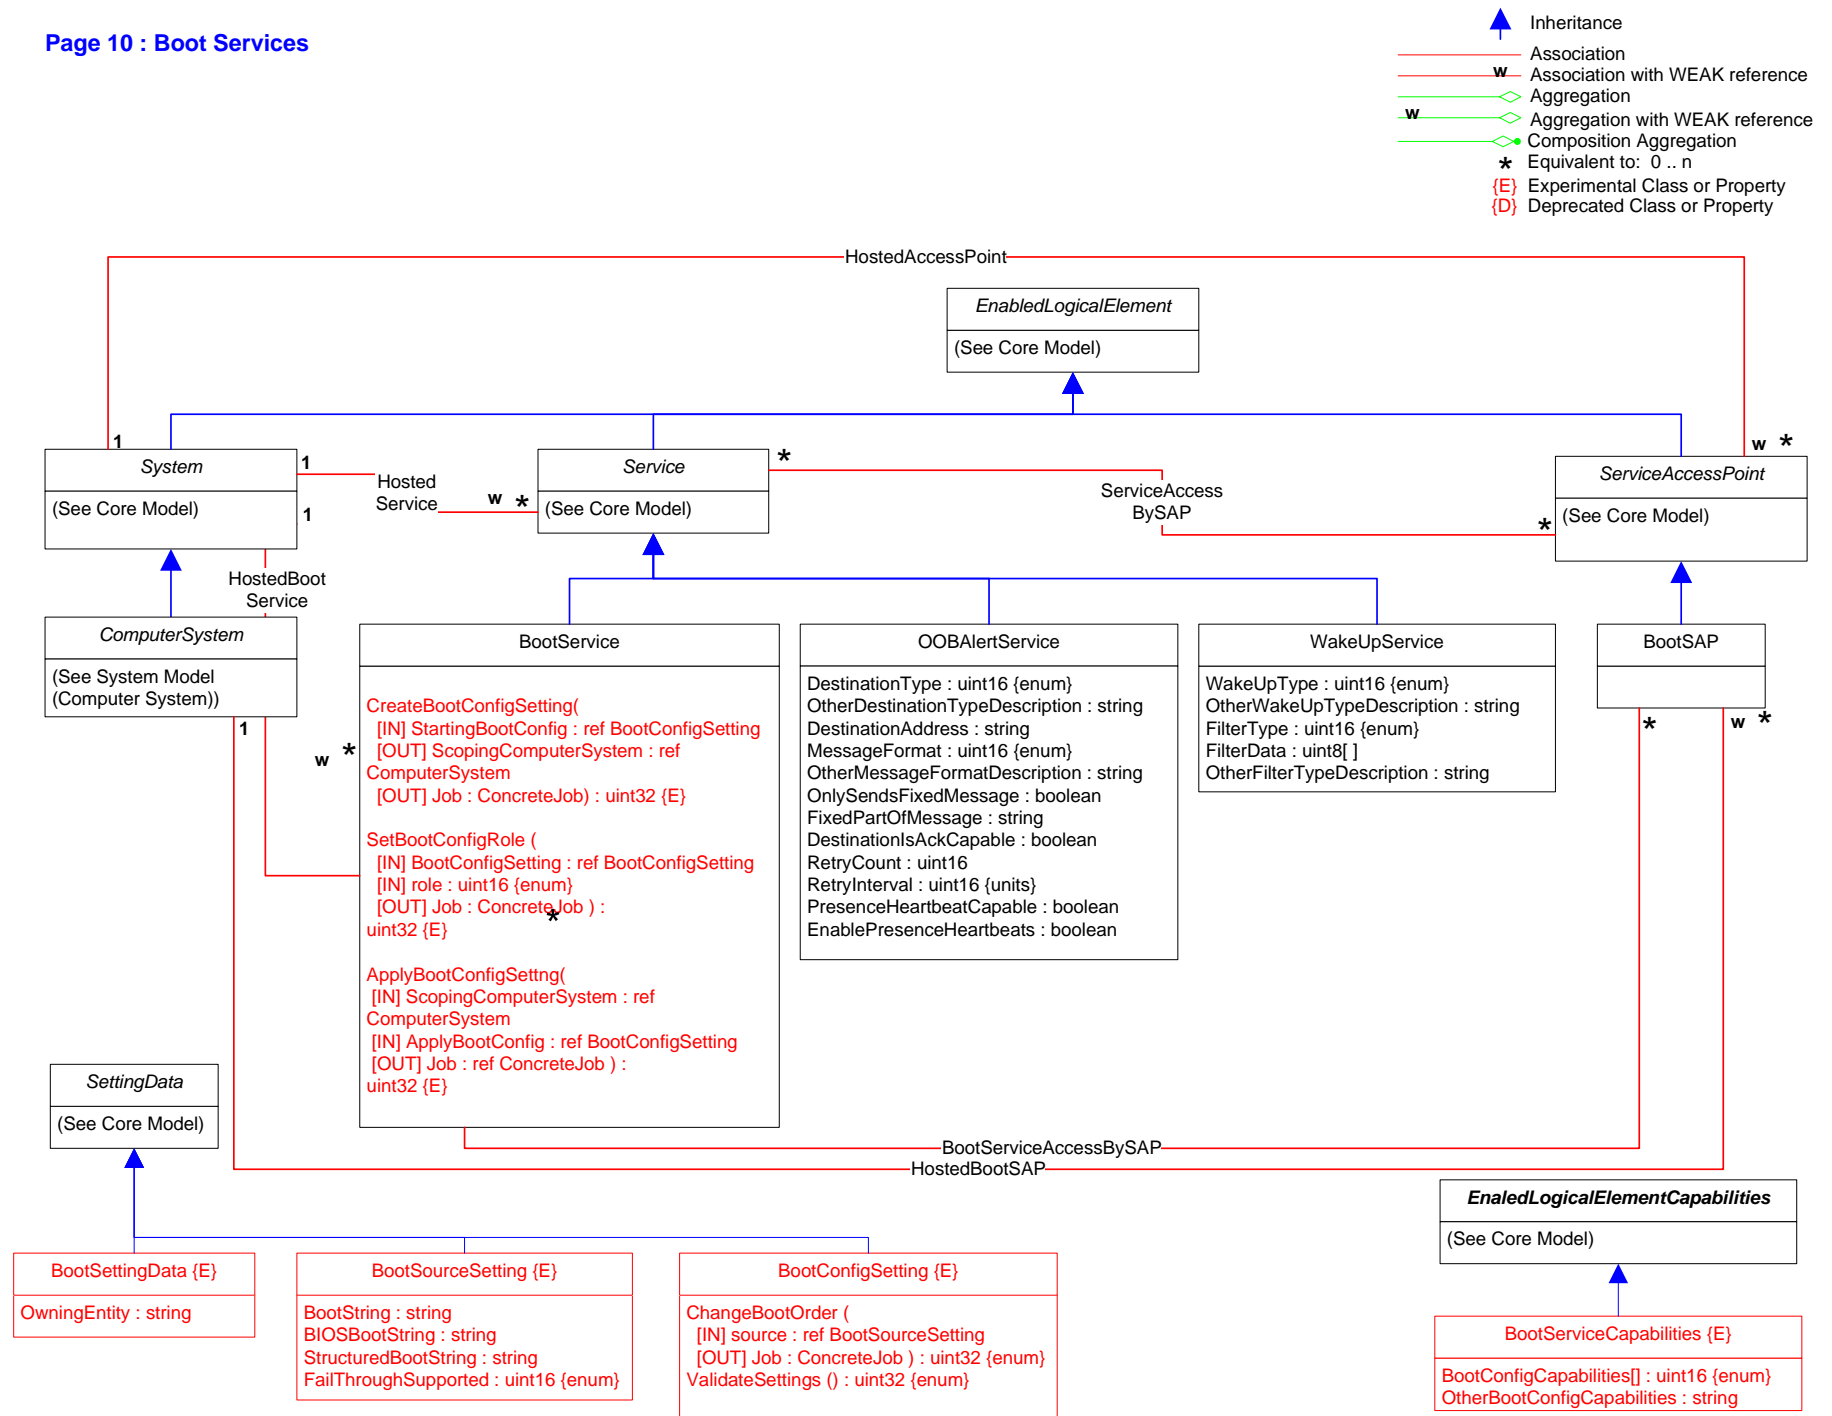 Page 10 : Boot Services
Inheritance
Association
w
Association with WEAK reference
Aggregation
w
Aggregation with WEAK reference
Composition Aggregation
* Equivalent to: 0 .. n
{E} Experimental Class or Property
{D} Deprecated Class or Property
HostedAccessPoint
EnabledLogicalElement
(See Core Model)
1
w *
System
(See Core Model)
1
Hosted
Service
w *
1
Service
(See Core Model)
*
ServiceAccess
BySAP
*
ServiceAccessPoint
(See Core Model)
HostedBoot
Service
ComputerSystem
(See System Model
(Computer System))
1
w *
BootService
CreateBootConfigSetting(
[IN] StartingBootConfig : ref BootConfigSetting
[OUT] ScopingComputerSystem : ref
ComputerSystem
[OUT] Job : ConcreteJob) : uint32 {E}
SetBootConfigRole (
[IN] BootConfigSetting : ref BootConfigSetting
[IN] role : uint16 {enum}
[OUT] Job : ConcreteJob ) :
*
uint32 {E}
ApplyBootConfigSettng(
[IN] ScopingComputerSystem : ref
ComputerSystem
[IN] ApplyBootConfig : ref BootConfigSetting
[OUT] Job : ref ConcreteJob ) :
uint32 {E}
OOBAlertService
DestinationType : uint16 {enum}
OtherDestinationTypeDescription : string
DestinationAddress : string
MessageFormat : uint16 {enum}
OtherMessageFormatDescription : string
OnlySendsFixedMessage : boolean
FixedPartOfMessage : string
DestinationIsAckCapable : boolean
RetryCount : uint16
RetryInterval : uint16 {units}
PresenceHeartbeatCapable : boolean
EnablePresenceHeartbeats : boolean
WakeUpService
WakeUpType : uint16 {enum}
OtherWakeUpTypeDescription : string
FilterType : uint16 {enum}
FilterData : uint8[ ]
OtherFilterTypeDescription : string
BootSAP
*
w *
BootServiceAccessBySAP
HostedBootSAP
SettingData
(See Core Model)
BootSettingData {E}
OwningEntity : string
BootSourceSetting {E}
BootString : string
BIOSBootString : string
StructuredBootString : string
FailThroughSupported : uint16 {enum}
BootConfigSetting {E}
ChangeBootOrder (
[IN] source : ref BootSourceSetting
[OUT] Job : ConcreteJob ) : uint32 {enum}
ValidateSettings () : uint32 {enum}
EnaledLogicalElementCapabilities
(See Core Model)
BootServiceCapabilities {E}
BootConfigCapabilities[] : uint16 {enum}
OtherBootConfigCapabilities : string